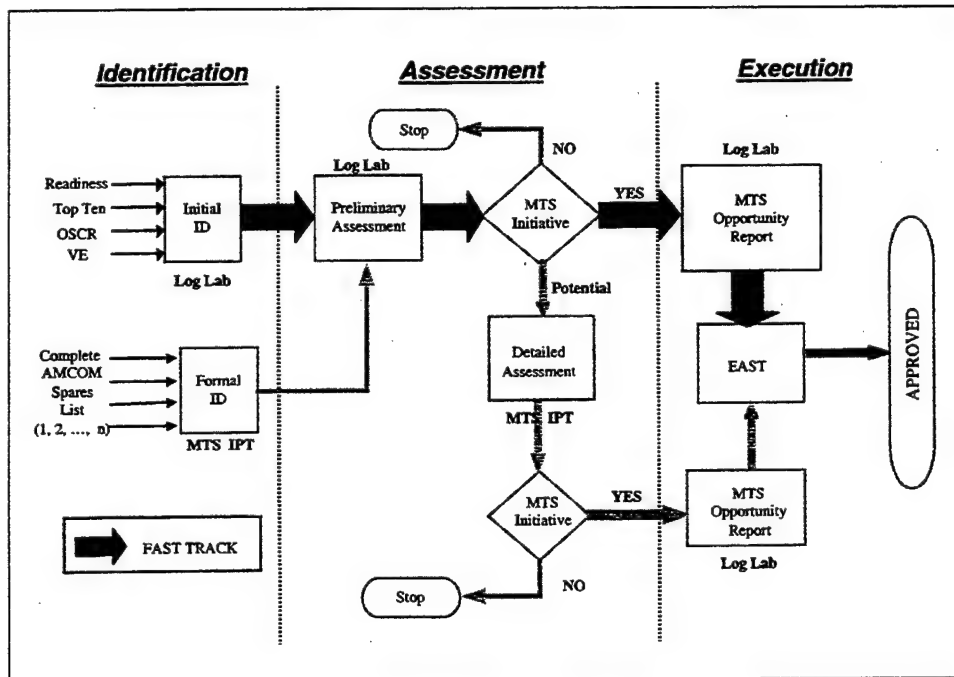 Identification
Assessment
Execution
Stop
NO
Log Lab
Log Lab
Readiness
Top Ten
OSCR
VE
Initial
ID
Log Lab
Preliminary
Assessment
MTS
Initiative
YES
MTS
Opportunity
Report
Potential
Complete
AMCOM
Spares
List
(1, 2, ..., n)
Formal
ID
MTS IPT
Detailed
Assessment
MTS IPT
EAST
APPROVED
MTS
Initiative
YES
MTS
Opportunity
Report
Log Lab
FAST TRACK
NO
Stop